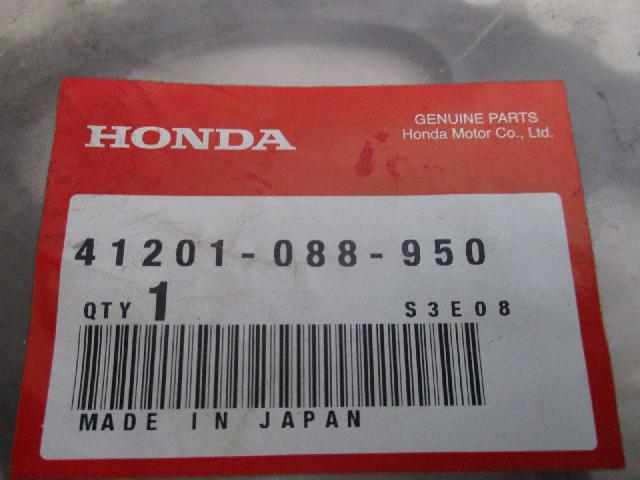 HONDA
GENUINE PARTS
Honda Motor Co., Ltd.
41201-088-950
QTY 1 S3E08
MADE IN JAPAN